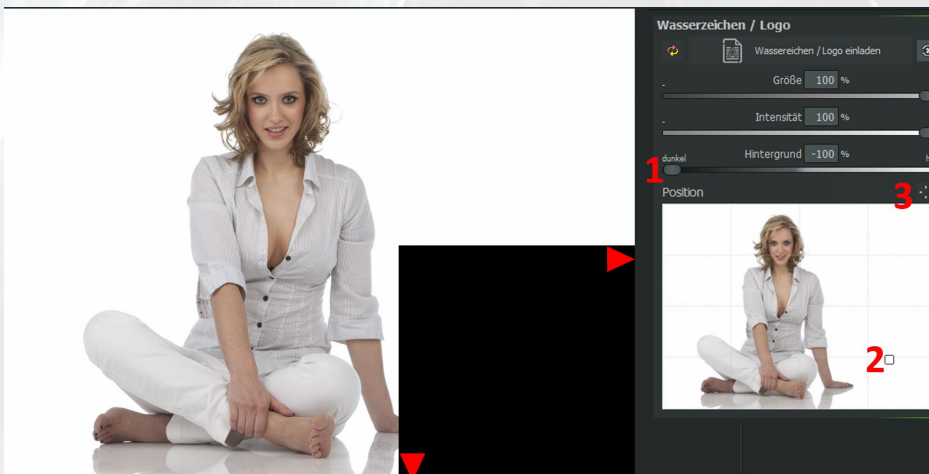 Wasserzeichen / Logo
Wassereichen / Logo einladen
-
Größe 100 %
-
Intensität 100 %
dunkel Hintergrund -100 %
1
Position 3
2